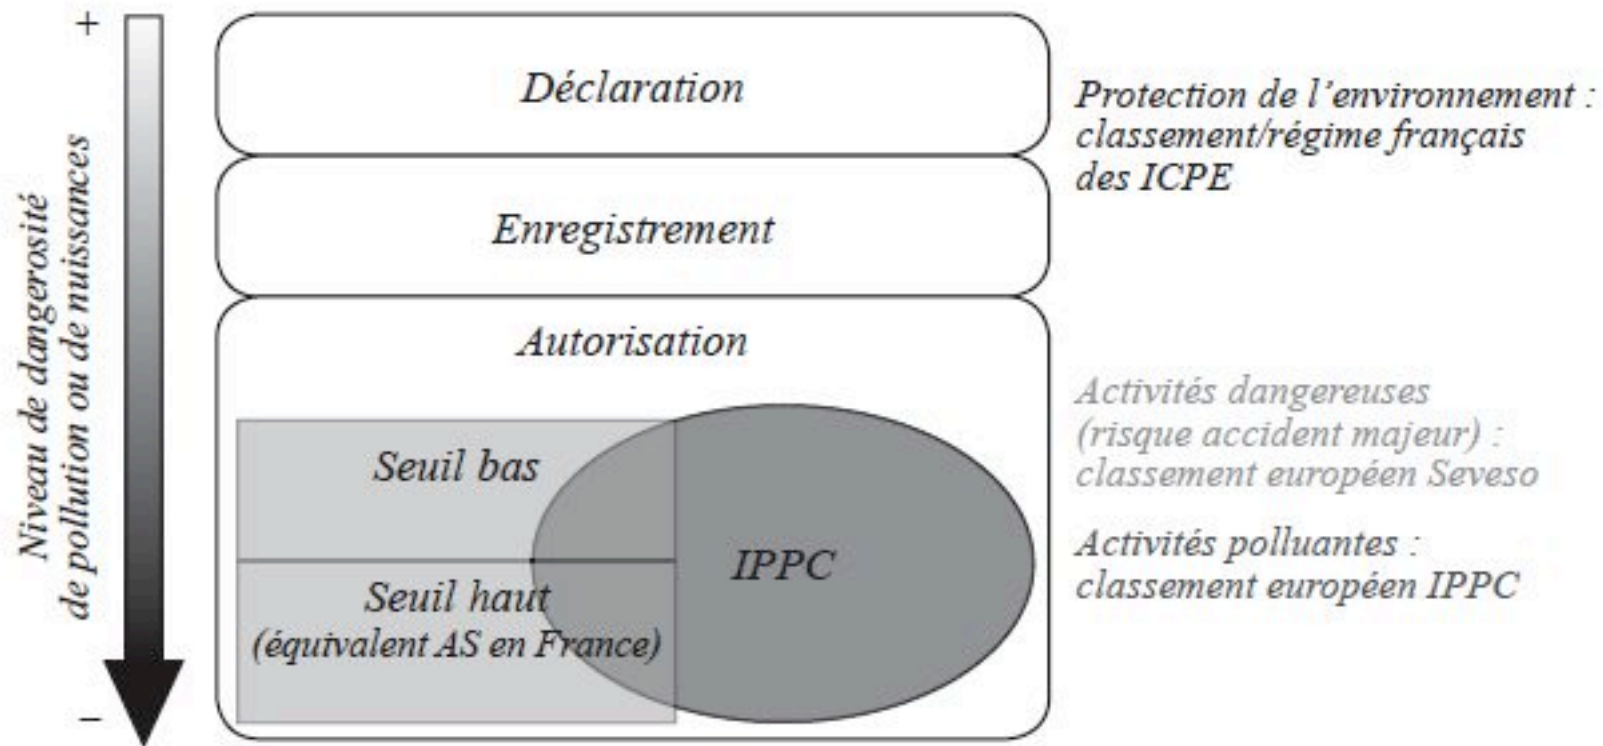 +
Niveau de dangerosité
de pollution ou de nuissances
–
Déclaration
Enregistrement
Autorisation
Seuil bas
Seuil haut
(équivalent AS en France)
IPPC
Protection de l'environnement :
classement/régime français
des ICPE
Activités dangereuses
(risque accident majeur) :
classement européen Seveso
Activités polluantes :
classement européen IPPC